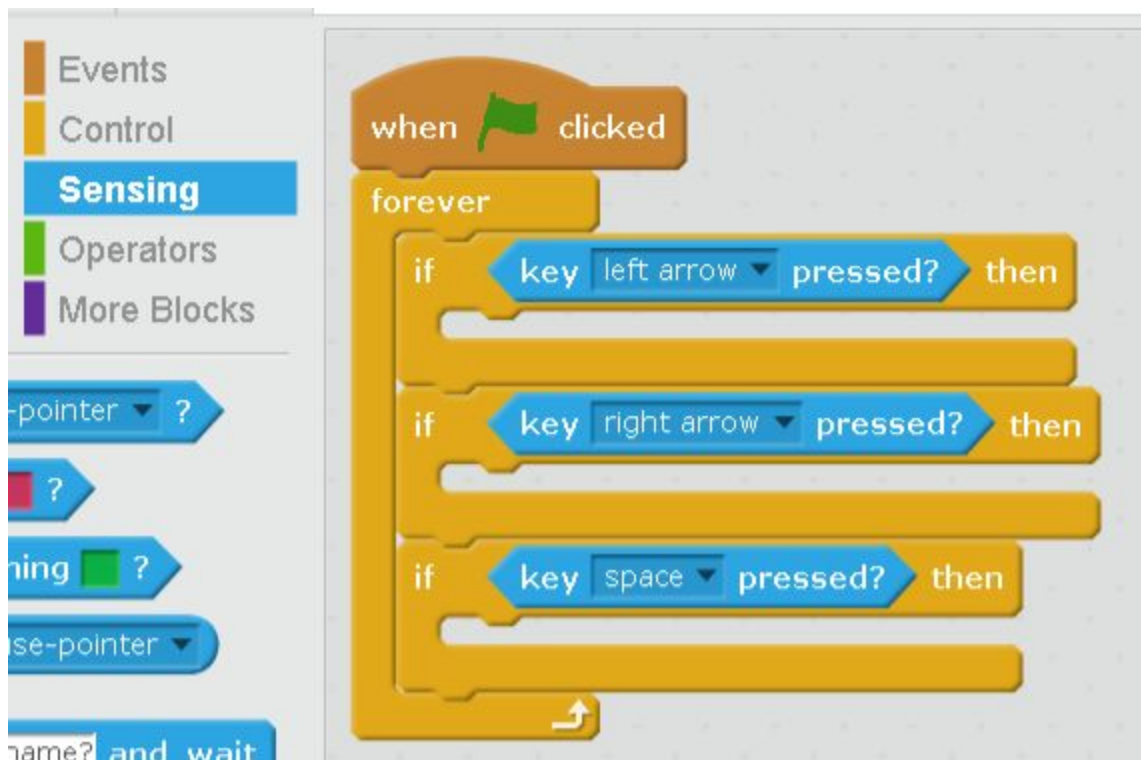 Events
Control
Sensing
Operators
More Blocks
-pointer ?
?
ning ?
se-pointer
name? and wait
when clicked
forever
if key left arrow pressed? then
if key right arrow pressed? then
if key space pressed? then